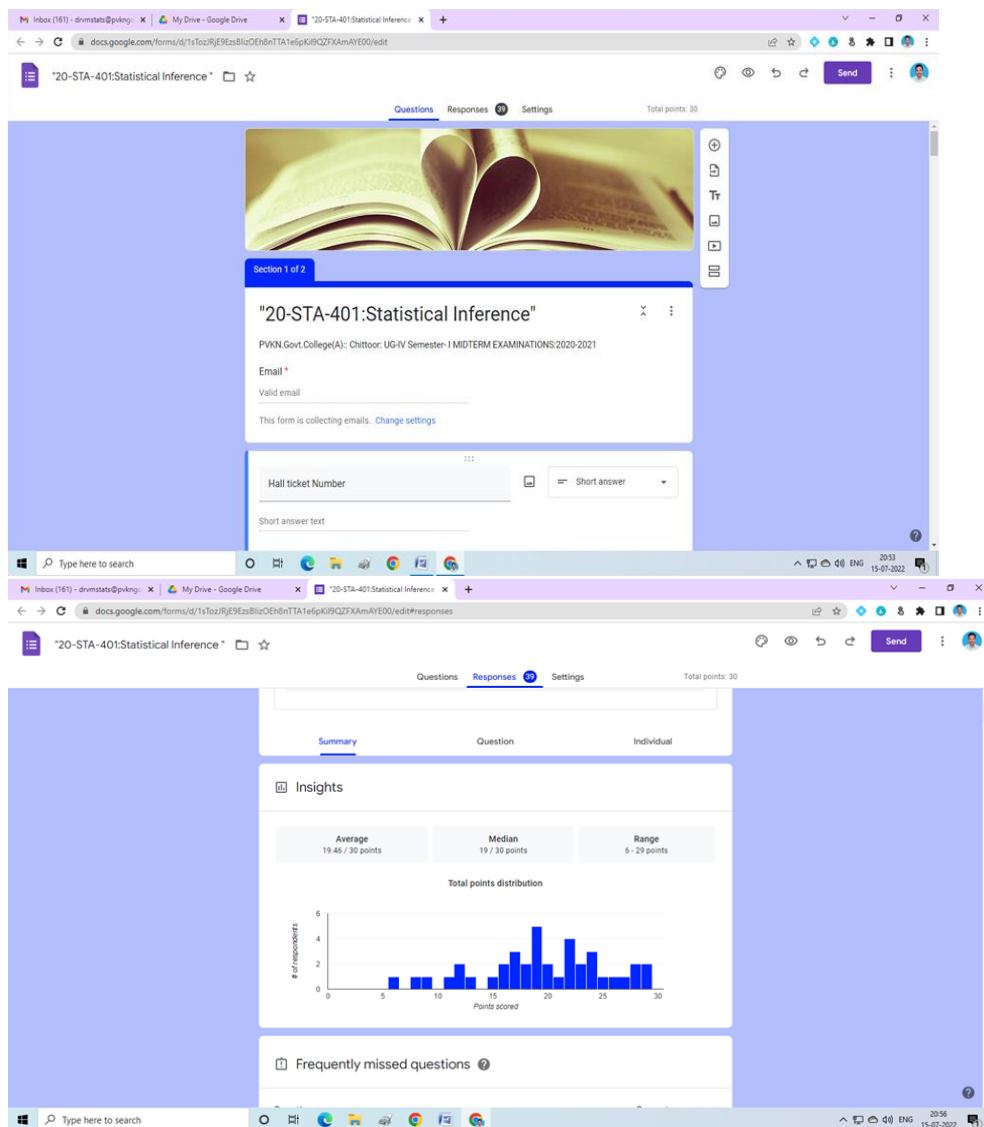 Inbox (161) - drvmstats@pvkng: X My Drive - Google Drive X "20-STA-401:Statistical Inference X +
docs.google.com/forms/d/1sTozJRjE9EzsBlizOEh8nTTA1e6pKil9QZFXAmAYE00/edit
"20-STA-401:Statistical Inference "
Send
Questions Responses 39 Settings Total points: 30
Tт
Section 1 of 2
"20-STA-401:Statistical Inference"
PVKN.Govt.College(A):: Chittoor: UG-IV Semester- I MIDTERM EXAMINATIONS:2020-2021
Email *
Valid email
This form is collecting emails. Change settings
Hall ticket Number
Short answer
Short answer text
Type here to search
ENG
20:53
15-07-2022
Inbox (161) - drvmstats@pvkng: X My Drive - Google Drive X "20-STA-401:Statistical Inference X +
docs.google.com/forms/d/1sTozJRjE9EzsBlizOEh8nTTA1e6pKil9QZFXAmAYE00/edit#responses
"20-STA-401:Statistical Inference "
Send
Questions Responses 39 Settings Total points: 30
Summary Question Individual
Insights
Average Median Range
19.46 / 30 points 19 / 30 points 6 - 29 points
Total points distribution
# of respondents
6
4
2
0
0 5 10 15 20 25 30
Points scored
Frequently missed questions
Type here to search
ENG
20:56
15-07-2022